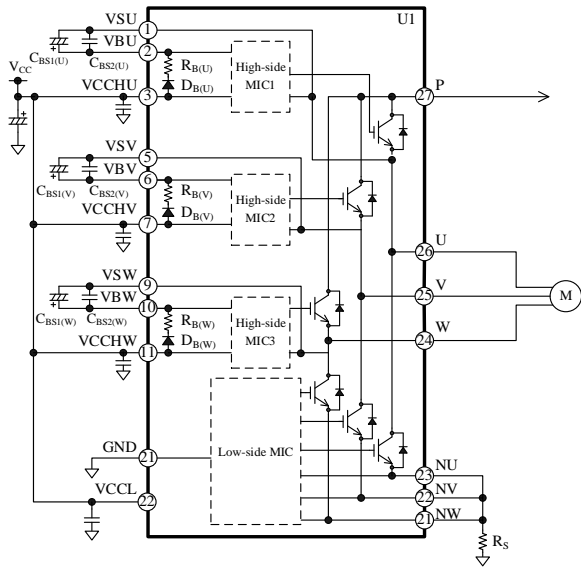 VSU
1
U1
CBS1(U)
VBU
CBS2(U)
2
RB(U)
High-side
MIC1
VCC
VCCHU
3
DB(U)
27
P
VSV
5
CBS1(V)
VBV
CBS2(V)
6
RB(V)
High-side
MIC2
VCCHV
7
DB(V)
26
U
VSW
9
25
V
M
CBS1(W)
VBW
CBS2(W)
10
RB(W)
High-side
MIC3
24
W
VCCHW
11
DB(W)
Low-side MIC
GND
21
23
NU
VCCL
22
22
NV
21
NW
RS